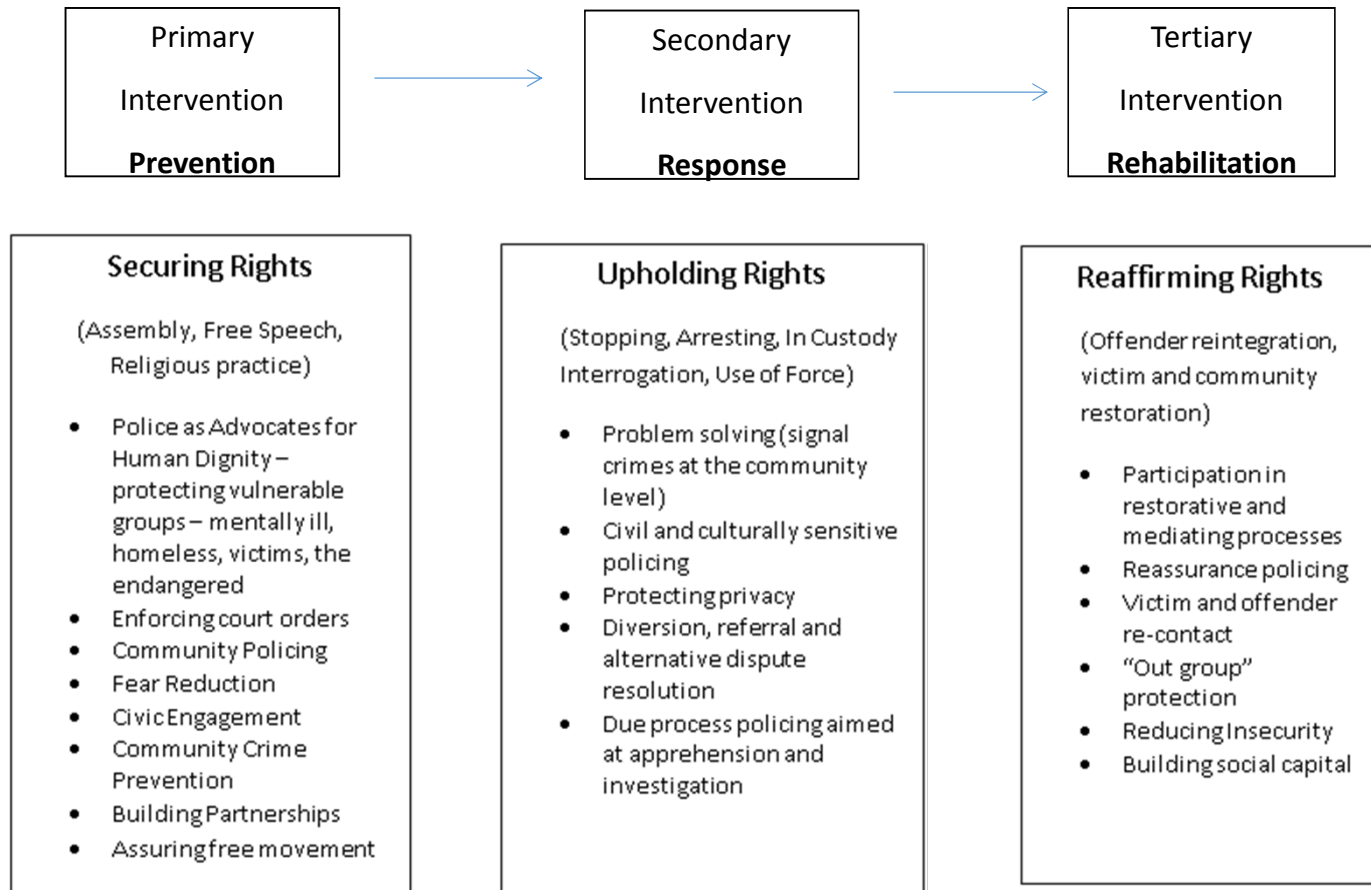 Primary
Intervention
Prevention
Secondary
Intervention
Response
Tertiary
Intervention
Rehabilitation
Securing Rights
(Assembly, Free Speech,
Religious practice)
• Police as Advocates for
Human Dignity –
protecting vulnerable
groups – mentally ill,
homeless, victims, the
endangered
• Enforcing court orders
• Community Policing
• Fear Reduction
• Civic Engagement
• Community Crime
Prevention
• Building Partnerships
• Assuring free movement
Upholding Rights
(Stopping, Arresting, In Custody
Interrogation, Use of Force)
• Problem solving (signal
crimes at the community
level)
• Civil and culturally sensitive
policing
• Protecting privacy
• Diversion, referral and
alternative dispute
resolution
• Due process policing aimed
at apprehension and
investigation
Reaffirming Rights
(Offender reintegration,
victim and community
restoration)
• Participation in
restorative and
mediating processes
• Reassurance policing
• Victim and offender
re-contact
• “Out group”
protection
• Reducing Insecurity
• Building social capital